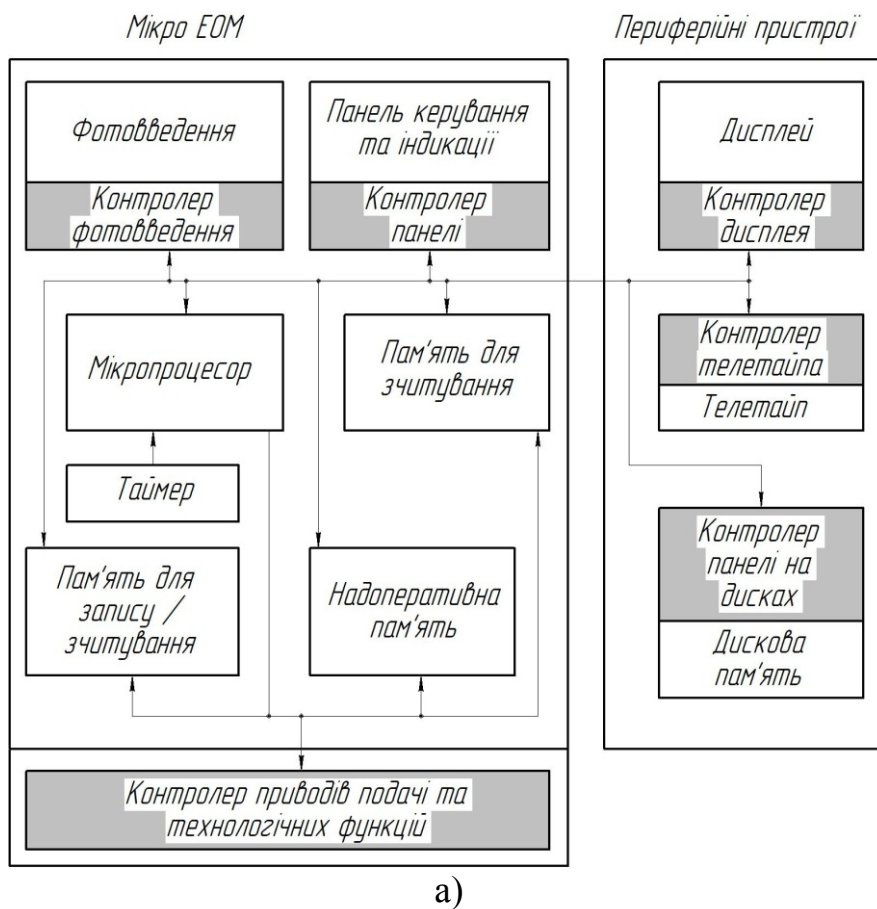 Мікро ЕОМ
Периферійні пристрої
Фотовведення
Контролер
фотовведення
Панель керування
та індикації
Контролер
панелі
Дисплей
Контролер
дисплея
Мікропроцесор
Пам'ять для
зчитування
Контролер
телетайпа
Телетайп
Таймер
Пам'ять для
запису /
зчитування
Надоперативна
пам'ять
Контролер
панелі на
дисках
Дискова
пам'ять
Контролер приводів подачі та
технологічних функцій
а)